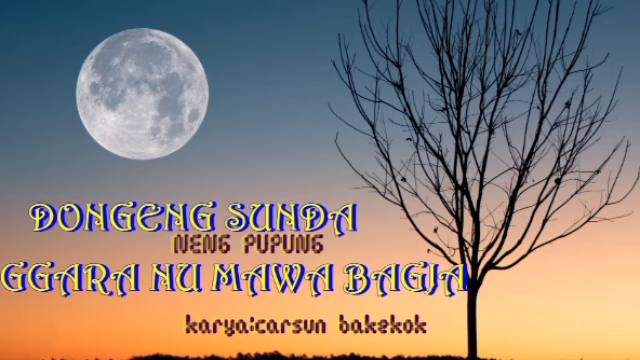 DONGENG SUNDA
NENG PUPUNG
GGARA NU MAWA BAGJA
karya:carsun bakekok